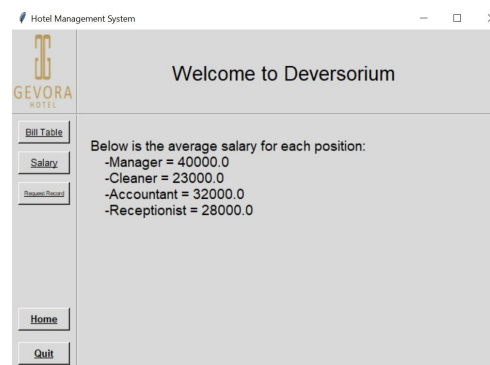 Hotel Management System
GEVORA
HOTEL
Welcome to Deversorium
Bill Table
Salary
Request Record
Below is the average salary for each position:
-Manager = 40000.0
-Cleaner = 23000.0
-Accountant = 32000.0
-Receptionist = 28000.0
Home
Quit